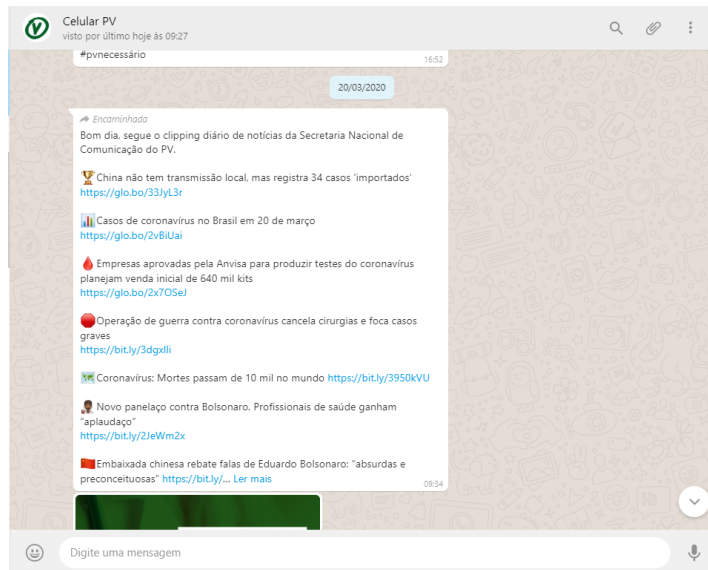 Celular PV
visto por último hoje às 09:27
#pvnecessário
16:52
20/03/2020
Encaminhada
Bom dia, segue o clipping diário de notícias da Secretaria Nacional de
Comunicação do PV.
🏆China não tem transmissão local, mas registra 34 casos 'importados'
https://glo.bo/33JyL3r
📊Casos de coronavírus no Brasil em 20 de março
https://glo.bo/2vBiUai
🩸Empresas aprovadas pela Anvisa para produzir testes do coronavírus
planejam venda inicial de 640 mil kits
https://glo.bo/2x7OSeJ
🛑Operação de guerra contra coronavírus cancela cirurgias e foca casos
graves
https://bit.ly/3dgxlli
🗺Coronavírus: Mortes passam de 10 mil no mundo https://bit.ly/3950kVU
Novo panelaço contra Bolsonaro. Profissionais de saúde ganham
"aplaudaço"
https://bit.ly/2JeWm2x
🇨🇳Embaixada chinesa rebate falas de Eduardo Bolsonaro: "absurdas e
preconceituosas" https://bit.ly/... Ler mais
09:34
Digite uma mensagem